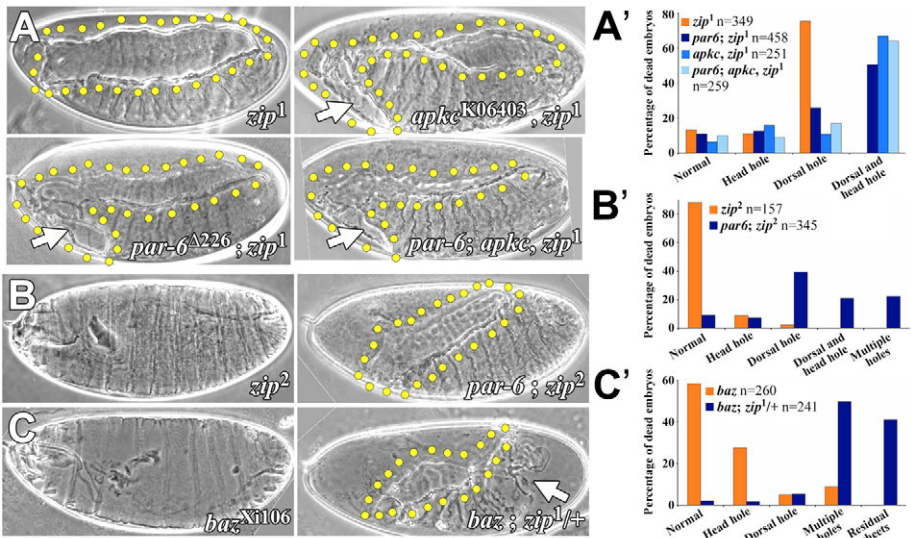 A
zip¹
apkcᴷ⁰⁶⁴⁰³, zip¹
par-6Δ²²⁶; zip¹
par-6; apkc, zip¹
B
zip²
par-6; zip²
C
bazXi106
baz; zip¹/+
A'
Percentage of dead embryos
80
60
40
20
0
zip¹ n=349
par6; zip¹ n=458
apkc, zip¹ n=251
par6; apkc, zip¹
n=259
Normal
Head hole
Dorsal hole
Dorsal and
head hole
B'
Percentage of dead embryos
80
60
40
20
0
zip² n=157
par6; zip² n=345
Normal
Head hole
Dorsal hole
Dorsal and
head hole
Multiple
holes
C'
Percentage of dead embryos
60
40
20
0
baz n=260
baz; zip¹/+ n=241
Normal
Head hole
Dorsal hole
Multiple
Residual